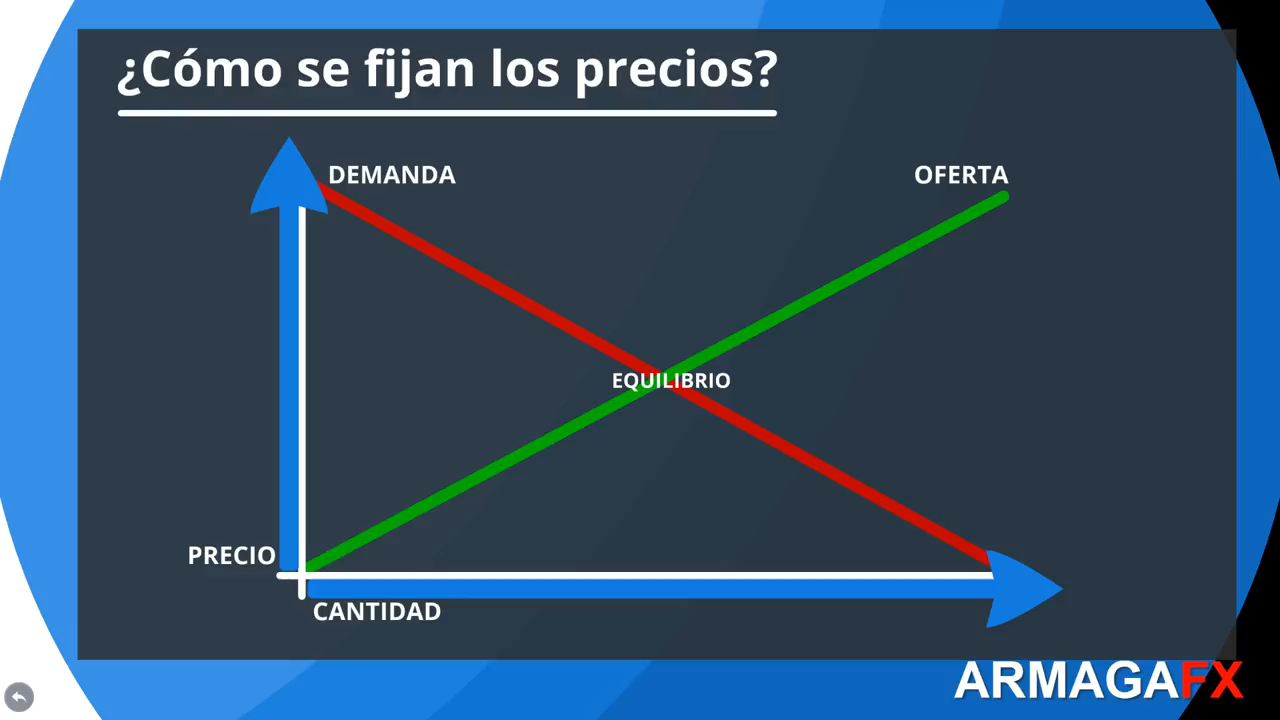 ¿Cómo se fijan los precios?
DEMANDA
OFERTA
EQUILIBRIO
PRECIO
CANTIDAD
ARMAGAFX